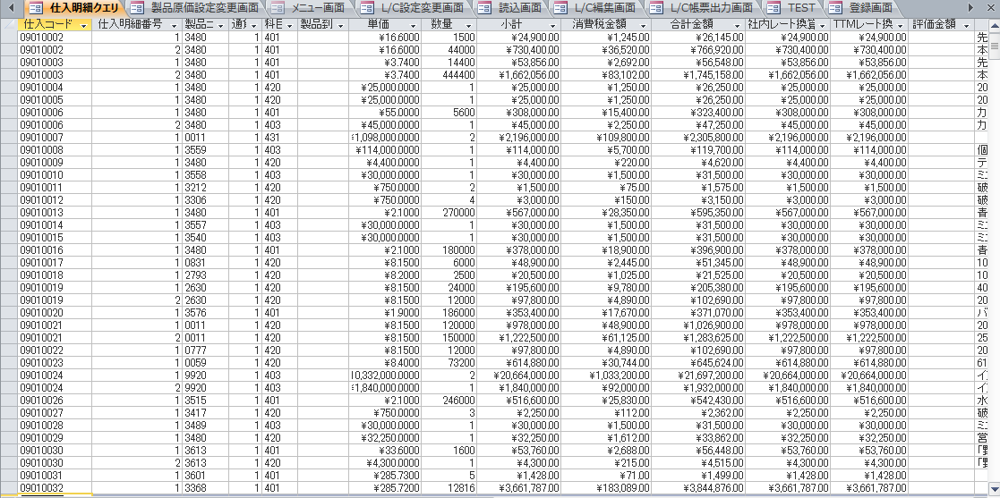 仕入明細クエリ 製品原価設定変更画面 メニュー画面 L/C設定変更画面 読込画面 L/C編集画面 L/C帳票出力画面 TEST 登録画面
仕入コード 仕入明細番号 製品コ 科目 製品到 単価 数量 小計 消費税金額 合計金額 社内レート換算 TTMレート換 評価金額
09010002 1 3480 1 401 ¥16.6000 1500 ¥24,900.00 ¥1,245.00 ¥26,145.00 ¥24,900.00 ¥24,900.00 先
09010002 2 3480 1 401 ¥16.6000 44000 ¥730,400.00 ¥36,520.00 ¥766,920.00 ¥730,400.00 ¥730,400.00 本
09010003 1 3480 1 401 ¥3.7400 14400 ¥53,856.00 ¥2,692.00 ¥56,548.00 ¥53,856.00 ¥53,856.00 先
09010003 2 3480 1 401 ¥3.7400 444400 ¥1,662,056.00 ¥83,102.00 ¥1,745,158.00 ¥1,662,056.00 ¥1,662,056.00 本
09010004 1 3480 1 420 ¥25,000.0000 1 ¥25,000.00 ¥1,250.00 ¥26,250.00 ¥25,000.00 ¥25,000.00 20
09010005 1 3480 1 420 ¥25,000.0000 1 ¥25,000.00 ¥1,250.00 ¥26,250.00 ¥25,000.00 ¥25,000.00 20
09010006 1 3480 1 401 ¥55.0000 5600 ¥308,000.00 ¥15,400.00 ¥323,400.00 ¥308,000.00 ¥308,000.00 カ
09010006 2 3480 1 403 ¥45,000.0000 1 ¥45,000.00 ¥2,250.00 ¥47,250.00 ¥45,000.00 ¥45,000.00 カ
09010007 1 0011 1 431 ¥1,098,000.0000 2 ¥2,196,000.00 ¥109,800.00 ¥2,305,800.00 ¥2,196,000.00 ¥2,196,000.00
09010008 1 3559 1 403 ¥114,000.0000 1 ¥114,000.00 ¥5,700.00 ¥119,700.00 ¥114,000.00 ¥114,000.00 個
09010009 1 3480 1 420 ¥4,400.0000 1 ¥4,400.00 ¥220.00 ¥4,620.00 ¥4,400.00 ¥4,400.00 テ
09010010 1 3558 1 403 ¥30,000.0000 1 ¥30,000.00 ¥1,500.00 ¥31,500.00 ¥30,000.00 ¥30,000.00 ミ
09010011 1 3212 1 420 ¥750.0000 2 ¥1,500.00 ¥75.00 ¥1,575.00 ¥1,500.00 ¥1,500.00 破
09010012 1 3306 1 420 ¥750.0000 4 ¥3,000.00 ¥150.00 ¥3,150.00 ¥3,000.00 ¥3,000.00 破
09010013 1 3480 1 401 ¥2.1000 270000 ¥567,000.00 ¥28,350.00 ¥595,350.00 ¥567,000.00 ¥567,000.00 青
09010014 1 3557 1 403 ¥30,000.0000 1 ¥30,000.00 ¥1,500.00 ¥31,500.00 ¥30,000.00 ¥30,000.00 ミ
09010015 1 3540 1 403 ¥30,000.0000 1 ¥30,000.00 ¥1,500.00 ¥31,500.00 ¥30,000.00 ¥30,000.00 ミ
09010016 1 3480 1 401 ¥2.1000 180000 ¥378,000.00 ¥18,900.00 ¥396,900.00 ¥378,000.00 ¥378,000.00 青
09010017 1 0831 1 420 ¥8.1500 6000 ¥48,900.00 ¥2,445.00 ¥51,345.00 ¥48,900.00 ¥48,900.00 10
09010018 1 2793 1 420 ¥8.2000 2500 ¥20,500.00 ¥1,025.00 ¥21,525.00 ¥20,500.00 ¥20,500.00 10
09010019 1 2630 1 420 ¥8.1500 24000 ¥195,600.00 ¥9,780.00 ¥205,380.00 ¥195,600.00 ¥195,600.00 40
09010019 2 2630 1 420 ¥8.1500 12000 ¥97,800.00 ¥4,890.00 ¥102,690.00 ¥97,800.00 ¥97,800.00 20
09010020 1 3576 1 401 ¥1.9000 186000 ¥353,400.00 ¥17,670.00 ¥371,070.00 ¥353,400.00 ¥353,400.00 バ
09010021 1 0011 1 420 ¥8.1500 120000 ¥978,000.00 ¥48,900.00 ¥1,026,900.00 ¥978,000.00 ¥978,000.00 20
09010021 2 0011 1 420 ¥8.1500 150000 ¥1,222,500.00 ¥61,125.00 ¥1,283,625.00 ¥1,222,500.00 ¥1,222,500.00 25
09010022 1 0777 1 420 ¥8.1500 12000 ¥97,800.00 ¥4,890.00 ¥102,690.00 ¥97,800.00 ¥97,800.00 20
09010023 1 0059 1 420 ¥8.4000 73200 ¥614,880.00 ¥30,744.00 ¥645,624.00 ¥614,880.00 ¥614,880.00 61
09010024 1 9920 1 403 10,332,000.0000 2 ¥20,664,000.00 ¥1,033,200.00 ¥21,697,200.00 ¥20,664,000.00 ¥20,664,000.00 イ
09010024 2 9920 1 403 ¥1,840,000.0000 1 ¥1,840,000.00 ¥92,000.00 ¥1,932,000.00 ¥1,840,000.00 ¥1,840,000.00 イ
09010026 1 3515 1 401 ¥2.1000 246000 ¥516,600.00 ¥25,830.00 ¥542,430.00 ¥516,600.00 ¥516,600.00 水
09010027 1 3417 1 420 ¥750.0000 3 ¥2,250.00 ¥112.00 ¥2,362.00 ¥2,250.00 ¥2,250.00 破
09010028 1 3489 1 403 ¥30,000.0000 1 ¥30,000.00 ¥1,500.00 ¥31,500.00 ¥30,000.00 ¥30,000.00 ミ
09010029 1 3480 1 420 ¥32,250.0000 1 ¥32,250.00 ¥1,612.00 ¥33,862.00 ¥32,250.00 ¥32,250.00 営
09010030 1 3613 1 401 ¥33.6000 1600 ¥53,760.00 ¥2,688.00 ¥56,448.00 ¥53,760.00 ¥53,760.00 「野
09010030 2 3613 1 420 ¥4,300.0000 1 ¥4,300.00 ¥215.00 ¥4,515.00 ¥4,300.00 ¥4,300.00 「野
09010031 1 3601 1 401 ¥285.7300 5 ¥1,428.00 ¥71.00 ¥1,499.00 ¥1,428.00 ¥1,428.00
09010032 1 3368 1 401 ¥285.7200 12816 ¥3,661,787.00 ¥183,089.00 ¥3,844,876.00 ¥3,661,787.00 ¥3,661,787.00